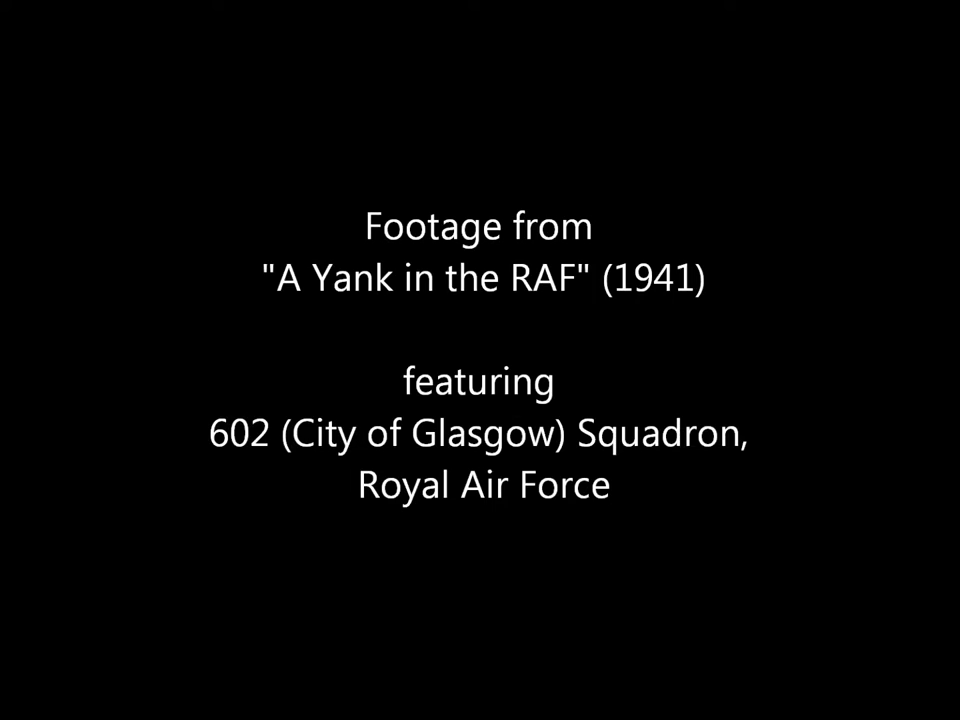 Footage from
"A Yank in the RAF" (1941)
featuring
602 (City of Glasgow) Squadron,
Royal Air Force